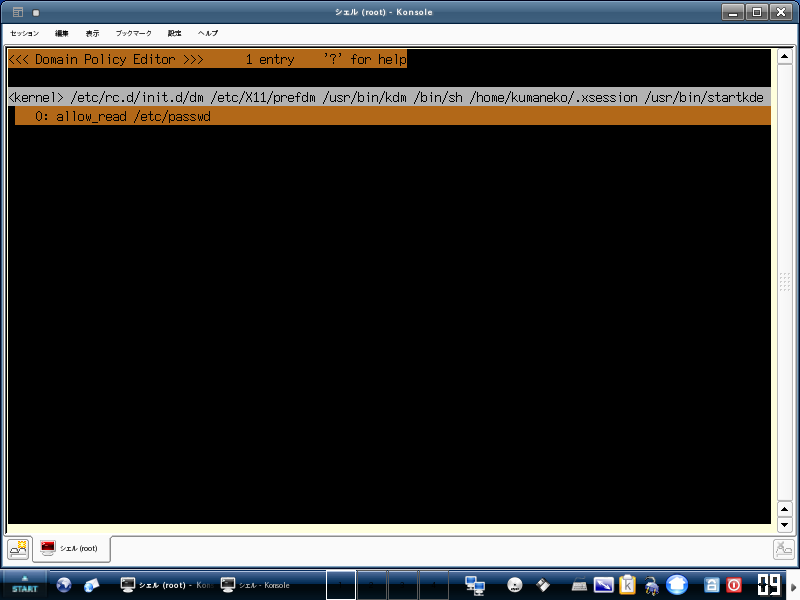 シェル (root) - Konsole
セッション 編集 表示 ブックマーク 設定 ヘルプ
<<< Domain Policy Editor >>>      1 entry    '?' for help
<kernel> /etc/rc.d/init.d/dm /etc/X11/prefdm /usr/bin/kdm /bin/sh /home/kumaneko/.xsession /usr/bin/startkde
0: allow_read /etc/passwd
シェル (root)
START シェル (root) - Kons シェル - Konsole